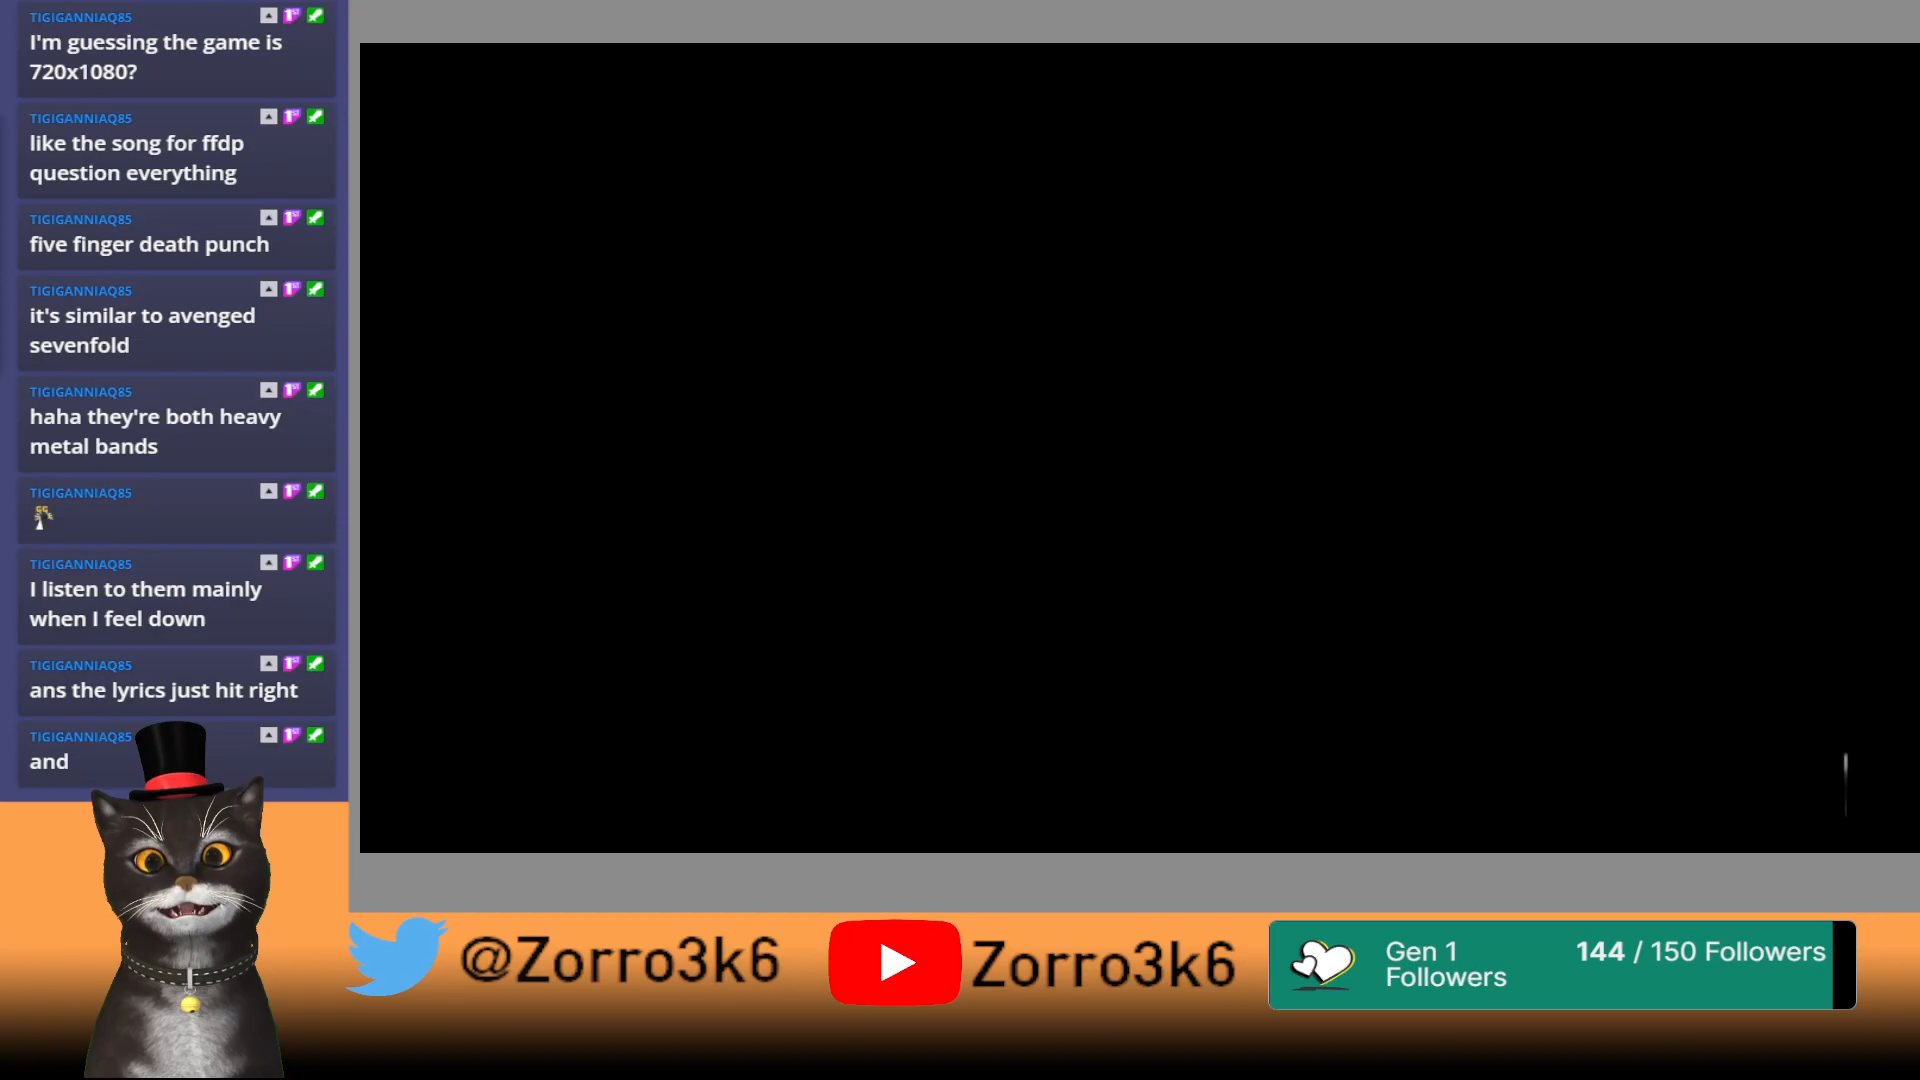 TIGIGANNIAQ85
I'm guessing the game is
720x1080?
TIGIGANNIAQ85
like the song for ffdp
question everything
TIGIGANNIAQ85
five finger death punch
TIGIGANNIAQ85
it's similar to avenged
sevenfold
TIGIGANNIAQ85
haha they're both heavy
metal bands
TIGIGANNIAQ85
TIGIGANNIAQ85
I listen to them mainly
when I feel down
TIGIGANNIAQ85
ans the lyrics just hit right
TIGIGANNIAQ85
and
@Zorro3k6
Zorro3k6
Gen 1 Followers
144 / 150 Followers